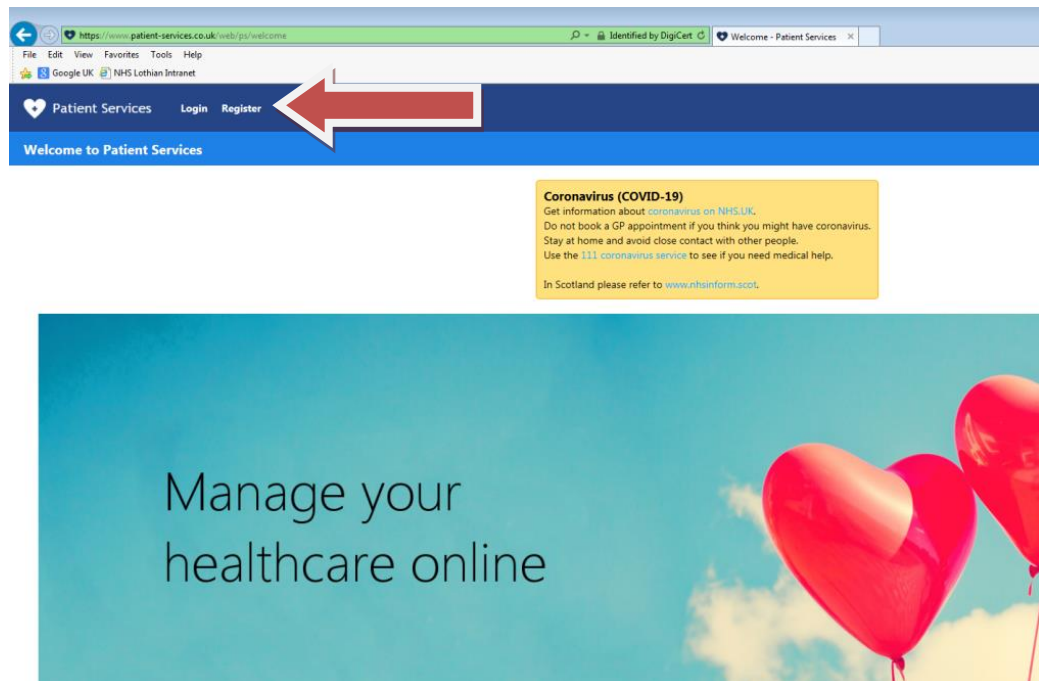 https://www.patient-services.co.uk/web/ps/welcome
Identified by DigiCert
Welcome - Patient Services
File Edit View Favorites Tools Help
Google UK NHS Lothian Intranet
Patient Services Login Register
Welcome to Patient Services
Coronavirus (COVID-19)
Get information about coronavirus on NHS.UK.
Do not book a GP appointment if you think you might have coronavirus.
Stay at home and avoid close contact with other people.
Use the 111 coronavirus service to see if you need medical help.
In Scotland please refer to www.nhsinform.scot.
Manage your
healthcare online